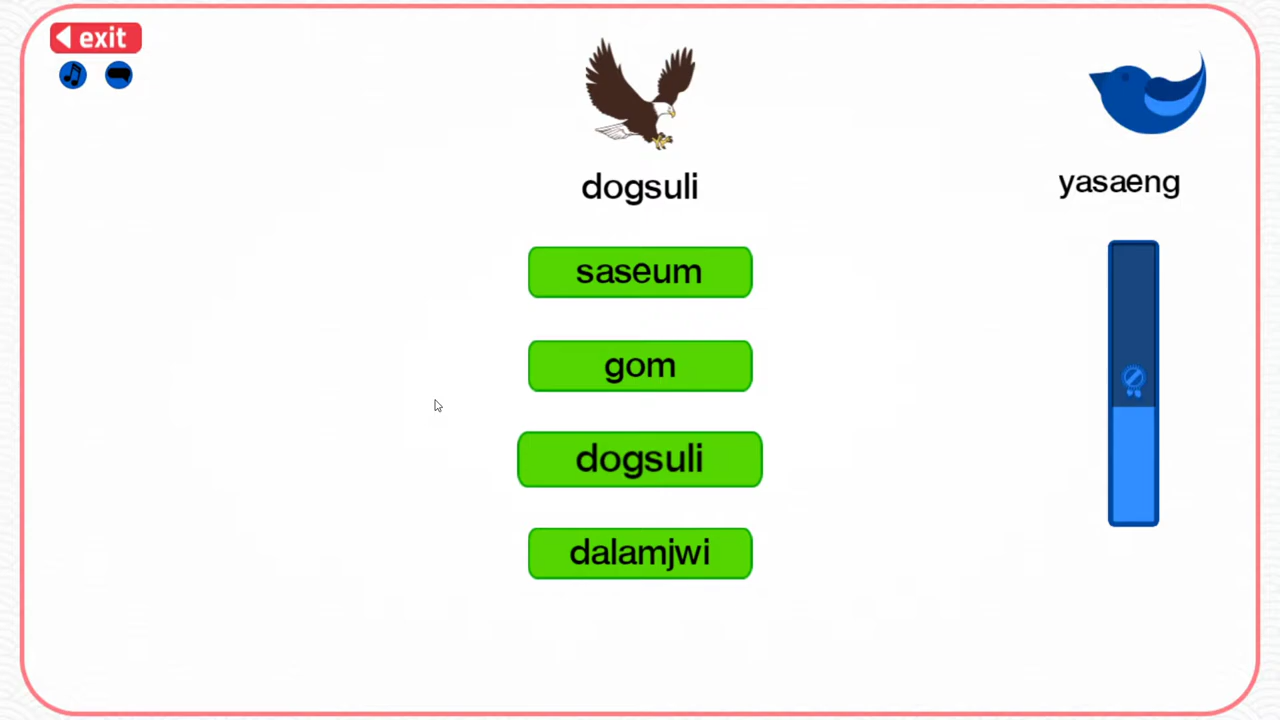 exit
dogsuli
yasaeng
saseum
gom
dogsuli
dalamjwi